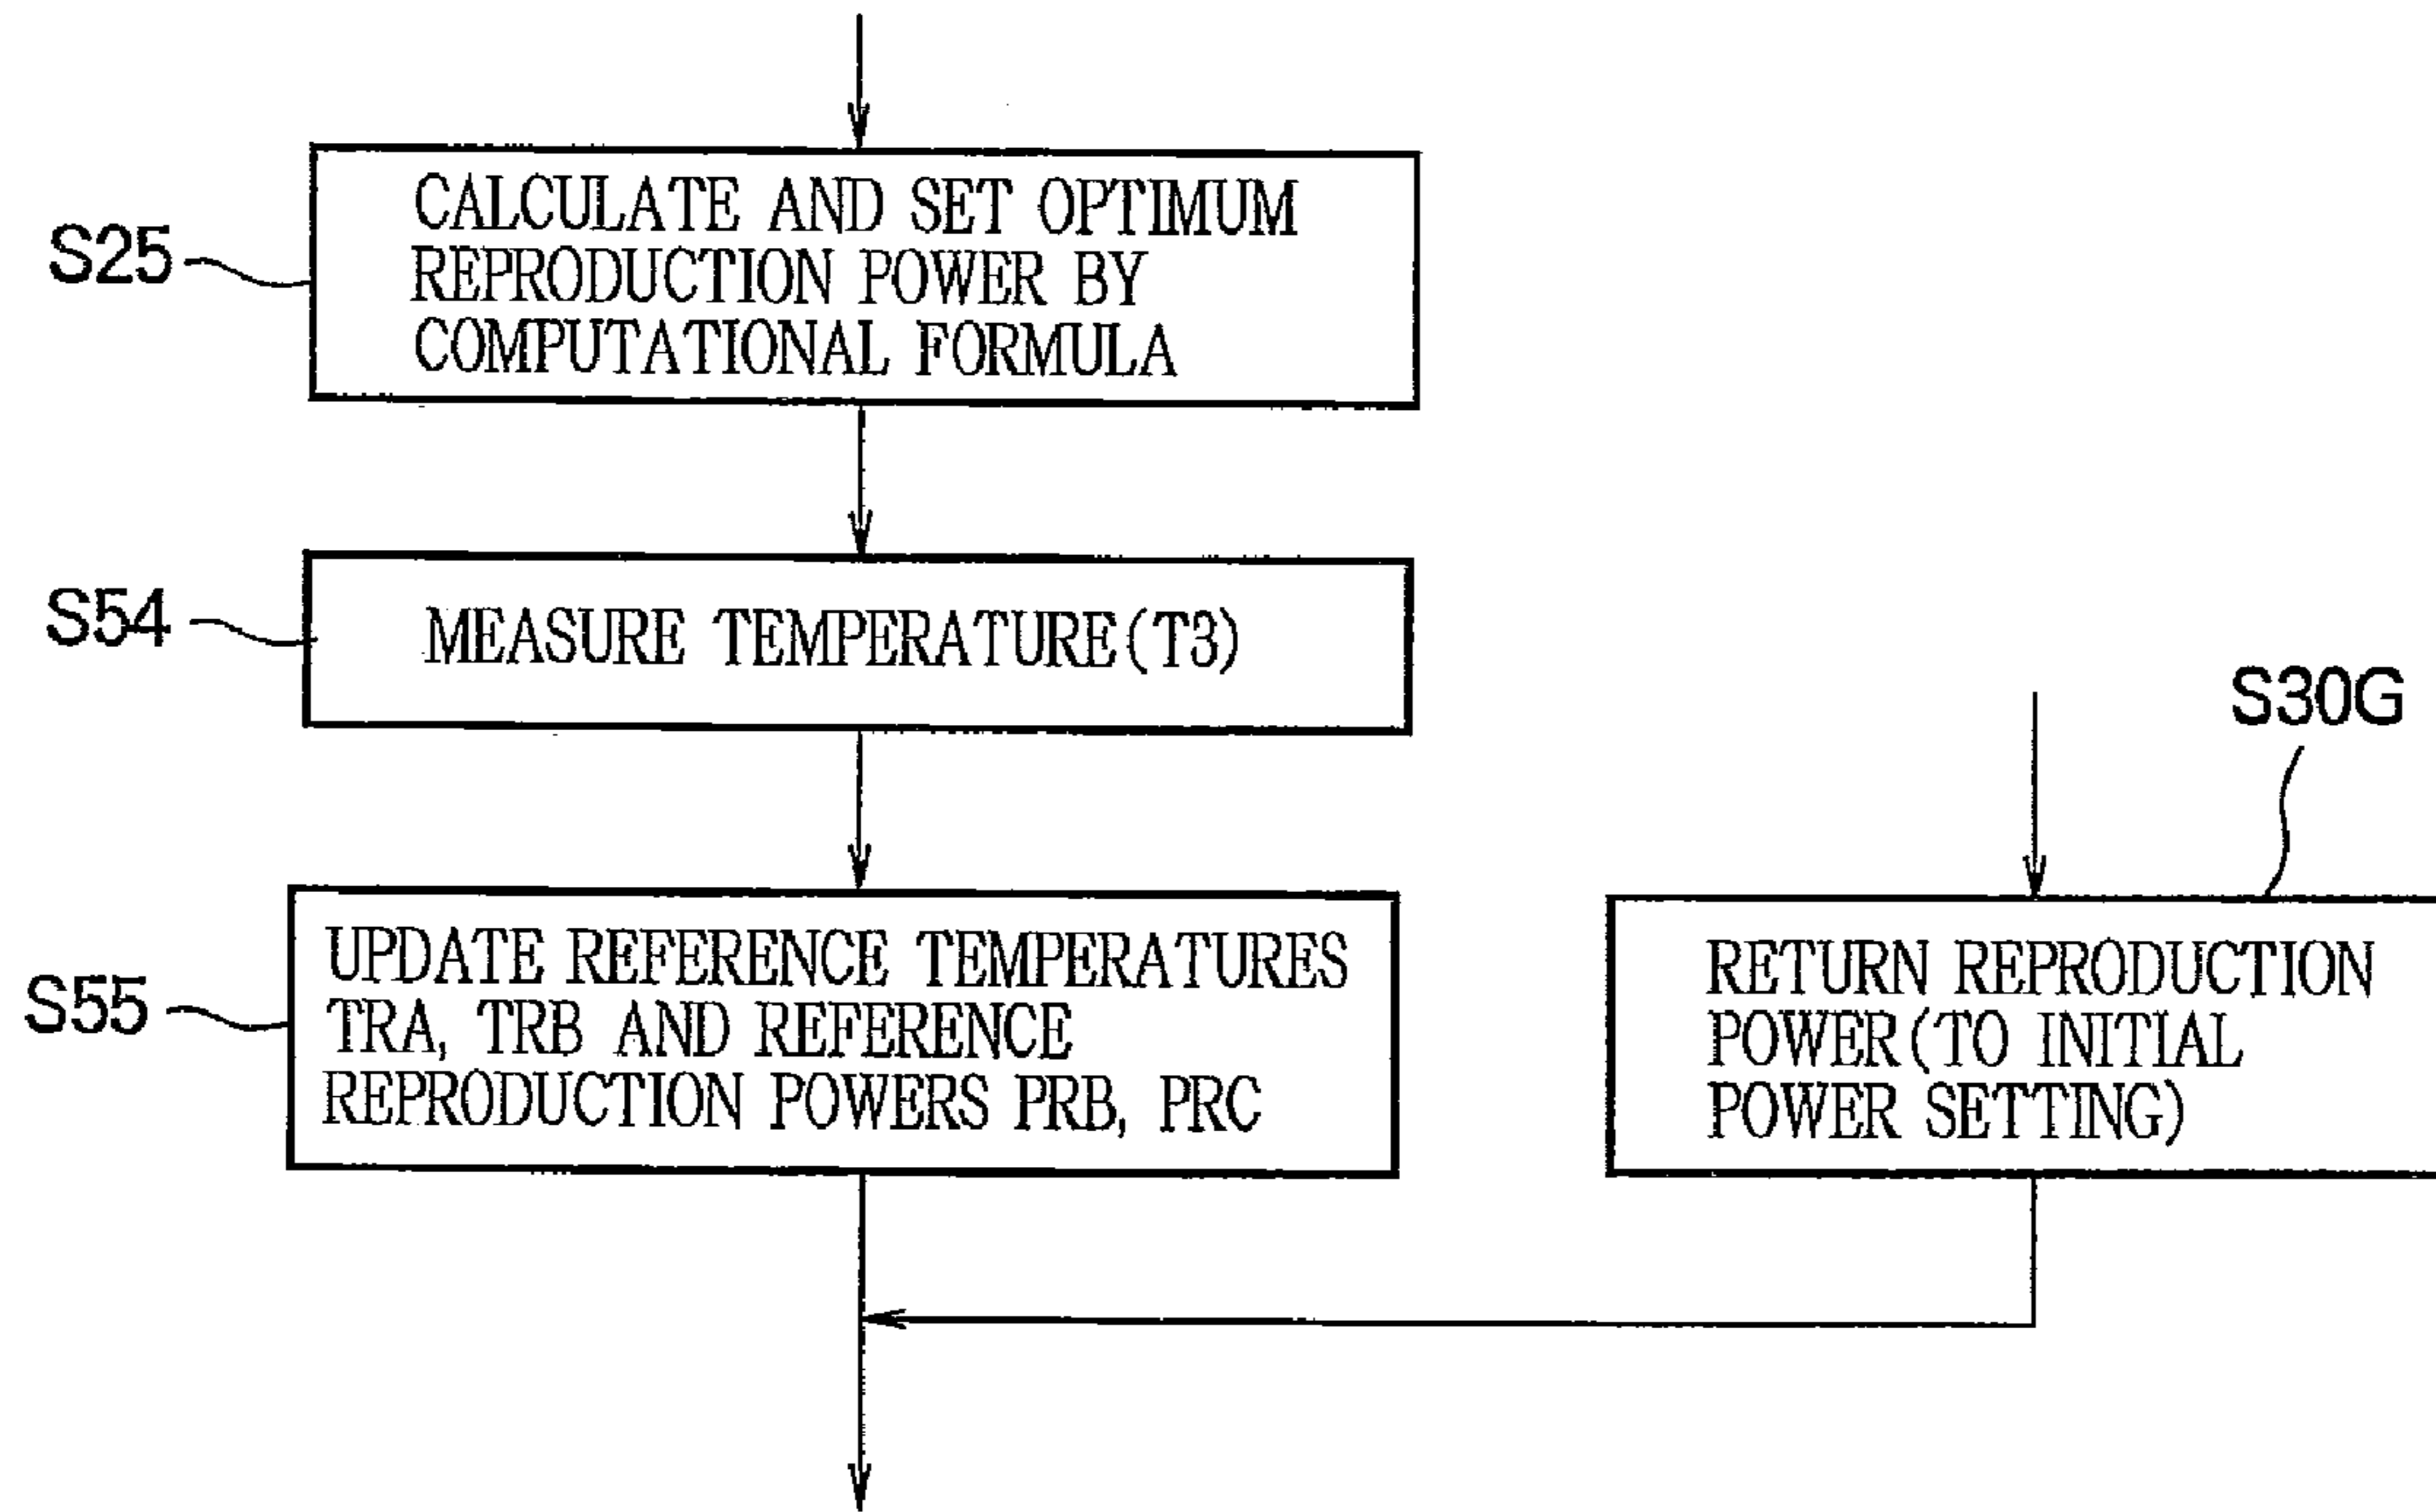 S25
CALCULATE AND SET OPTIMUM
REPRODUCTION POWER BY
COMPUTATIONAL FORMULA
S54
MEASURE TEMPERATURE(T3)
S55
UPDATE REFERENCE TEMPERATURES
TRA, TRB AND REFERENCE
REPRODUCTION POWERS PRB, PRC
S30G
RETURN REPRODUCTION
POWER(TO INITIAL
POWER SETTING)